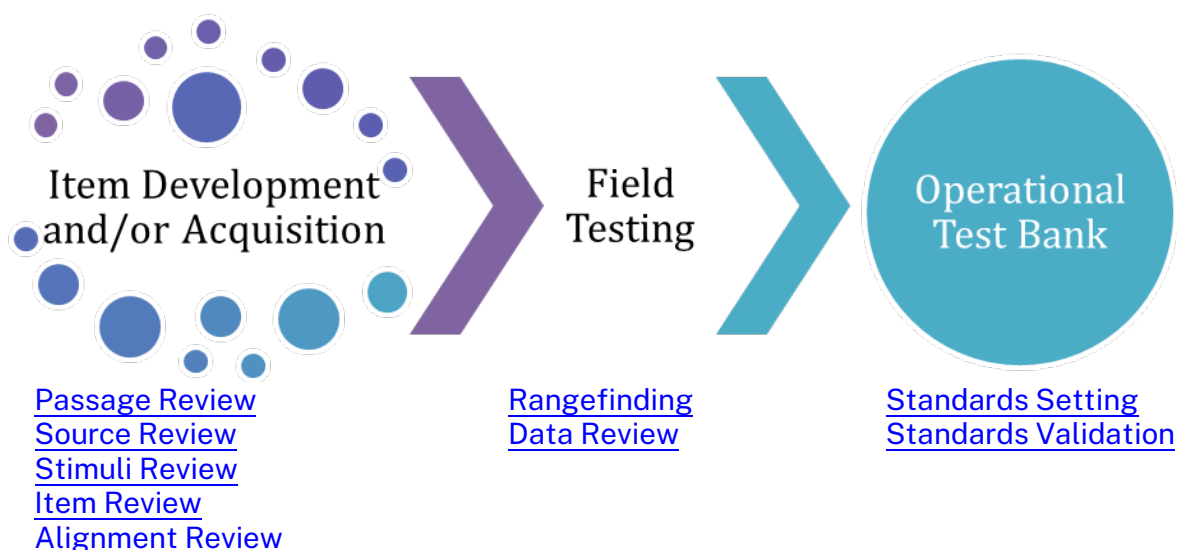 Item Development
and/or Acquisition
Field
Testing
Operational
Test Bank
Passage Review
Source Review
Stimuli Review
Item Review
Alignment Review
Rangefinding
Data Review
Standards Setting
Standards Validation